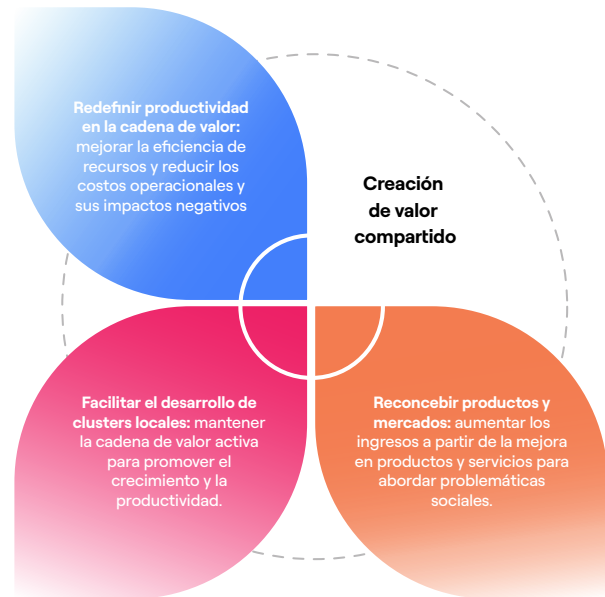 Redefinir productividad
en la cadena de valor:
mejorar la eficiencia de
recursos y reducir los
costos operacionales y
sus impactos negativos
Creación
de valor
compartido
Facilitar el desarrollo de
clusters locales: mantener
la cadena de valor activa
para promover el
crecimiento y la
productividad.
Reconcebir productos y
mercados: aumentar los
ingresos a partir de la mejora
en productos y servicios para
abordar problemáticas
sociales.